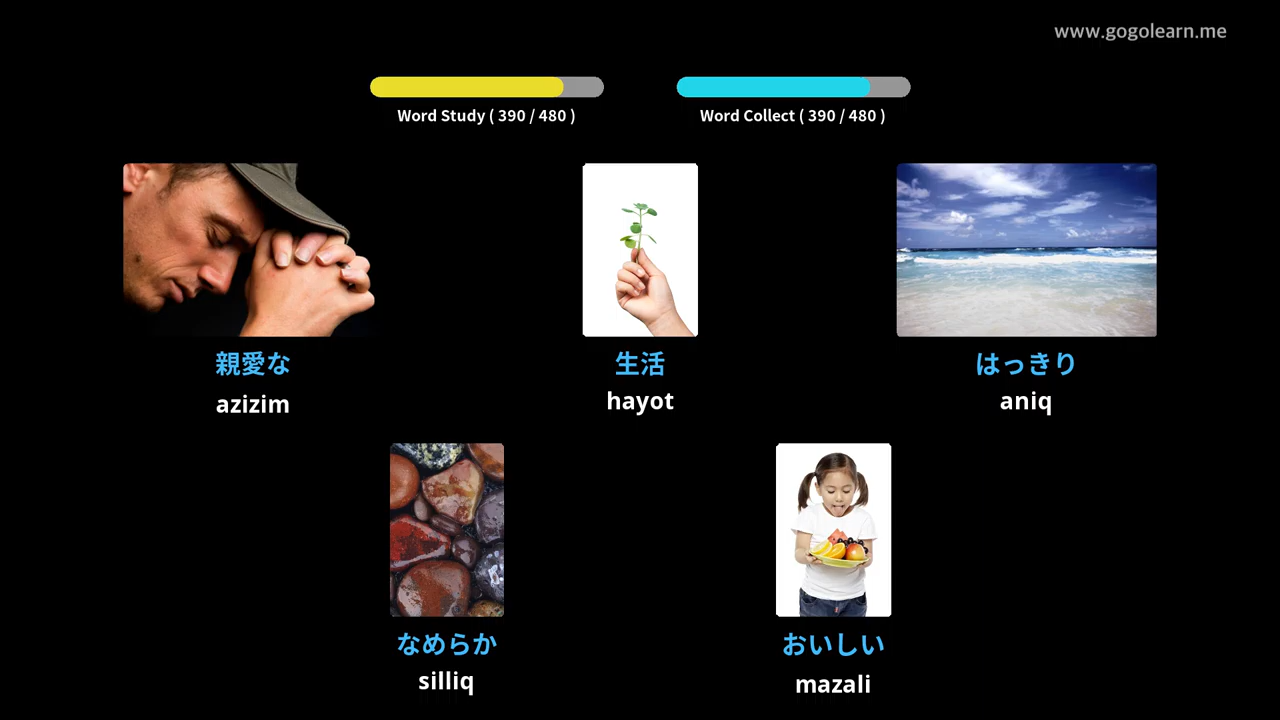 www.gogolearn.me
Word Study ( 390 / 480 )
Word Collect ( 390 / 480 )
親愛な
azizim
生活
hayot
はっきり
aniq
なめらか
silliq
おいしい
mazali